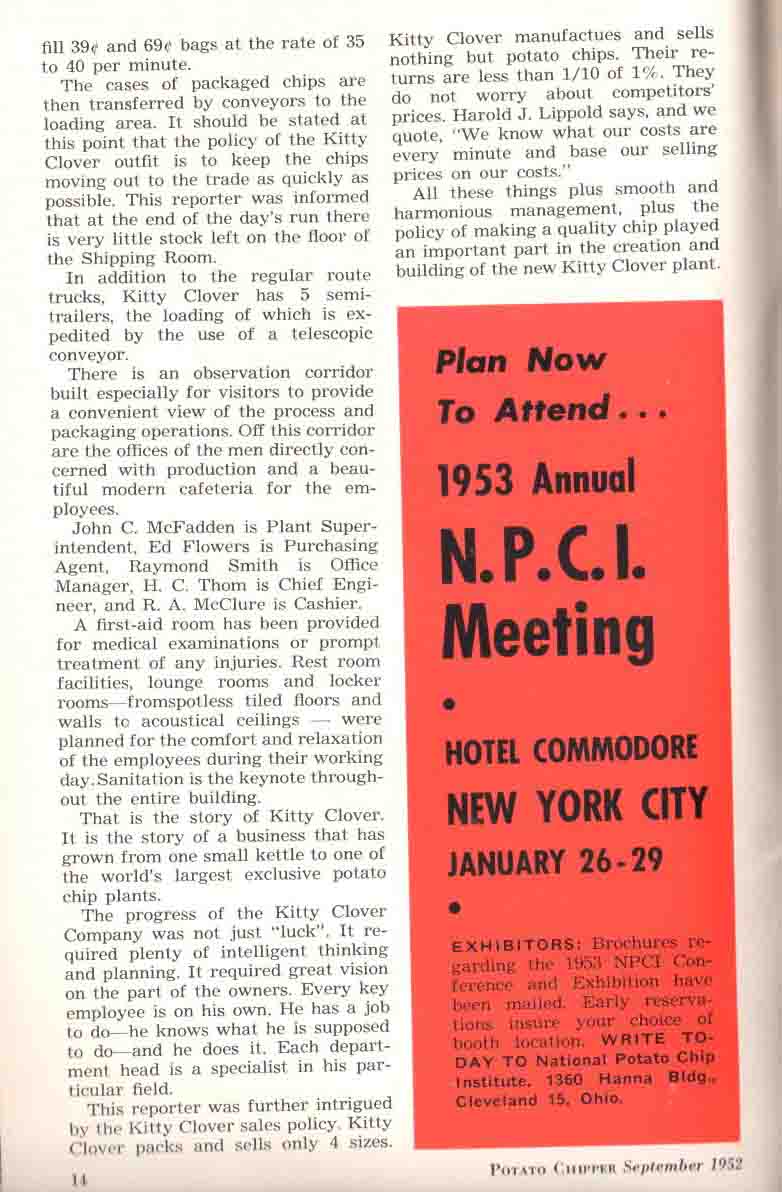 fill 39¢ and 69¢ bags at the rate of 35
to 40 per minute.
The cases of packaged chips are
then transferred by conveyors to the
loading area. It should be stated at
this point that the policy of the Kitty
Clover outfit is to keep the chips
moving out to the trade as quickly as
possible. This reporter was informed
that at the end of the day's run there
is very little stock left on the floor of
the Shipping Room.
In addition to the regular route
trucks, Kitty Clover has 5 semi-
trailers, the loading of which is ex-
pedited by the use of a telescopic
conveyor.
There is an observation corridor
built especially for visitors to provide
a convenient view of the process and
packaging operations. Off this corridor
are the offices of the men directly con-
cerned with production and a beau-
tiful modern cafeteria for the em-
ployees.
John C. McFadden is Plant Super-
intendent, Ed Flowers is Purchasing
Agent, Raymond Smith is Office
Manager, H. C. Thom is Chief Engi-
neer, and R. A. McClure is Cashier.
A first-aid room has been provided
for medical examinations or prompt
treatment of any injuries. Rest room
facilities, lounge rooms and locker
rooms—fromspotless tiled floors and
walls to acoustical ceilings — were
planned for the comfort and relaxation
of the employees during their working
day. Sanitation is the keynote through-
out the entire building.
That is the story of Kitty Clover.
It is the story of a business that has
grown from one small kettle to one of
the world's largest exclusive potato
chip plants.
The progress of the Kitty Clover
Company was not just "luck". It re-
quired plenty of intelligent thinking
and planning. It required great vision
on the part of the owners. Every key
employee is on his own. He has a job
to do—he knows what he is supposed
to do—and he does it. Each depart-
ment head is a specialist in his par-
ticular field.
This reporter was further intrigued
by the Kitty Clover sales policy. Kitty
Clover packs and sells only 4 sizes.
Kitty Clover manufactues and sells
nothing but potato chips. Their re-
turns are less than 1/10 of 1%. They
do not worry about competitors'
prices. Harold J. Lippold says, and we
quote, "We know what our costs are
every minute and base our selling
prices on our costs."
All these things plus smooth and
harmonious management, plus the
policy of making a quality chip played
an important part in the creation and
building of the new Kitty Clover plant.
Plan Now
To Attend...
1953 Annual
N.P.C.I.
Meeting
•
HOTEL COMMODORE
NEW YORK CITY
JANUARY 26-29
•
EXHIBITORS: Brochures re-
garding the 1953 NPCI Con-
ference and Exhibition have
been mailed. Early reserva-
tions insure your choice of
booth location. WRITE TO-
DAY TO National Potato Chip
Institute, 1360 Hanna Bldg.,
Cleveland 15, Ohio.
14
POTATO CHIPPER September 1952